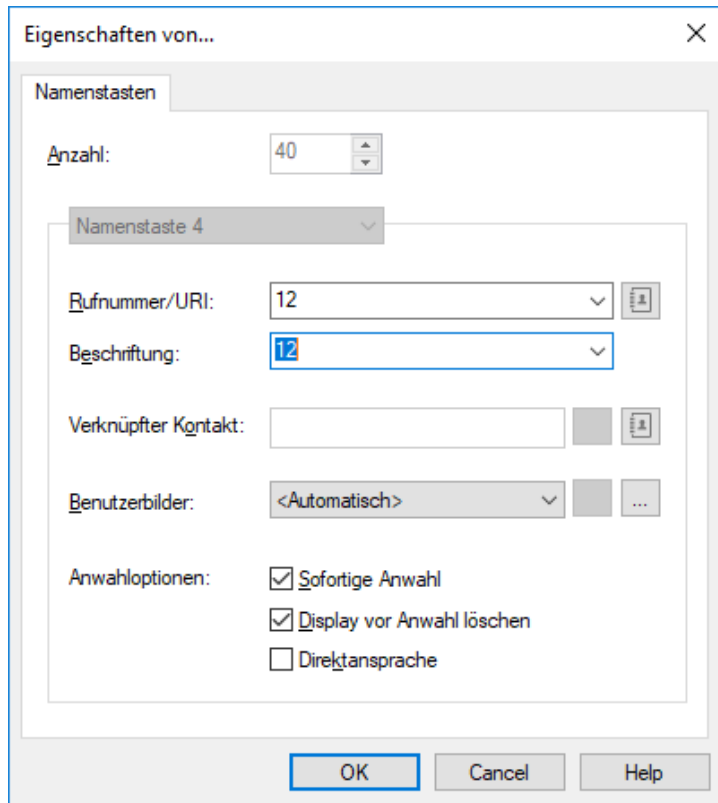 Eigenschaften von...
Namenstasten
Anzahl: 40
Namenstaste 4
Rufnummer/URI: 12
Beschriftung: 12
Verknüpfter Kontakt:
Benutzerbilder: <Automatisch> ...
Anwahloptionen: Sofortige Anwahl
Display vor Anwahl löschen
Direktansprache
OK Cancel Help